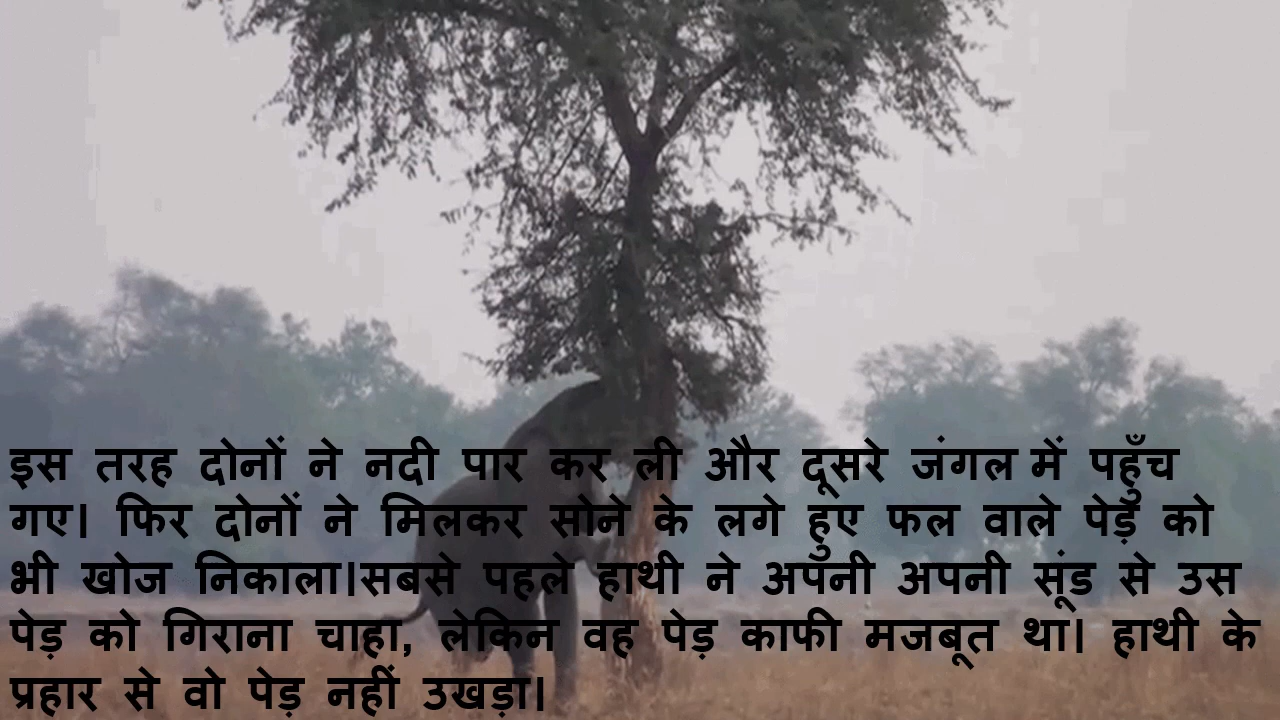 इस तरह दोनों ने नदी पार कर ली और दूसरे जंगल में पहुँच
गए। फिर दोनों ने मिलकर सोने के लगे हुए फल वाले पेड़ को
भी खोज निकाला।सबसे पहले हाथी ने अपनी अपनी सूंड से उस
पेड़ को गिराना चाहा, लेकिन वह पेड़ काफी मजबूत था। हाथी के
प्रहार से वो पेड़ नहीं उखड़ा।